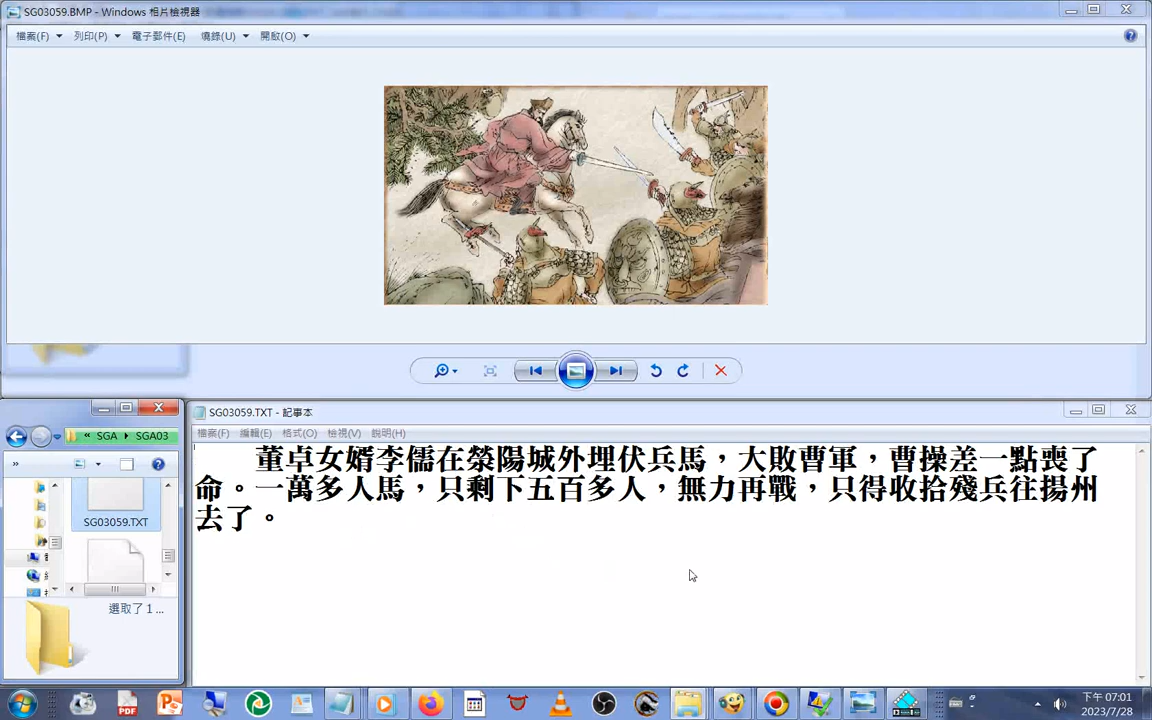 SG03059.BMP - Windows 相片檢視器
檔案(F) 列印(P) 電子郵件(E) 燒錄(U) 開啟(O)
« SGA SGA03
SG03059.TXT - 記事本
檔案(F) 編輯(E) 格式(O) 檢視(V) 說明(H)
»
SG03059.TXT
選取了 1 ...
董卓女婿李儒在滎陽城外埋伏兵馬，大敗曹軍，曹操差一點喪了
命。一萬多人馬，只剩下五百多人，無力再戰，只得收拾殘兵往揚州
去了。
PDF
下午 07:01
2023/7/28